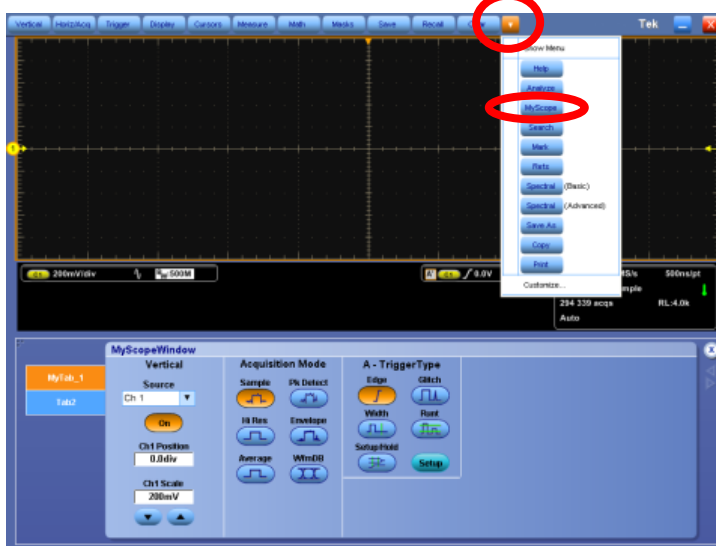 Vertical Horiz/Acq Trigger Display Cursors Measure Math Masks Save Recall Tek
Show Menu
Help
Analyze
MyScope
Search
Mark
Refs
Spectral (Basic)
Spectral (Advanced)
Save As
Copy
Print
Customize...
1
C1 200mV/div 500M
A' C1 0.0V
S/s 500ns/pt
294 339 acqs RL:4.0k
Auto
MyScopeWindow
MyTab_1
Tab2
Vertical
Source
Ch 1
On
Ch1 Position
0.0div
Ch1 Scale
200mV
Acquisition Mode
Sample Pk Detect
Hi Res Envelope
Average WfmDB
A - TriggerType
Edge Glitch
Width Runt
Setup/Hold
Setup